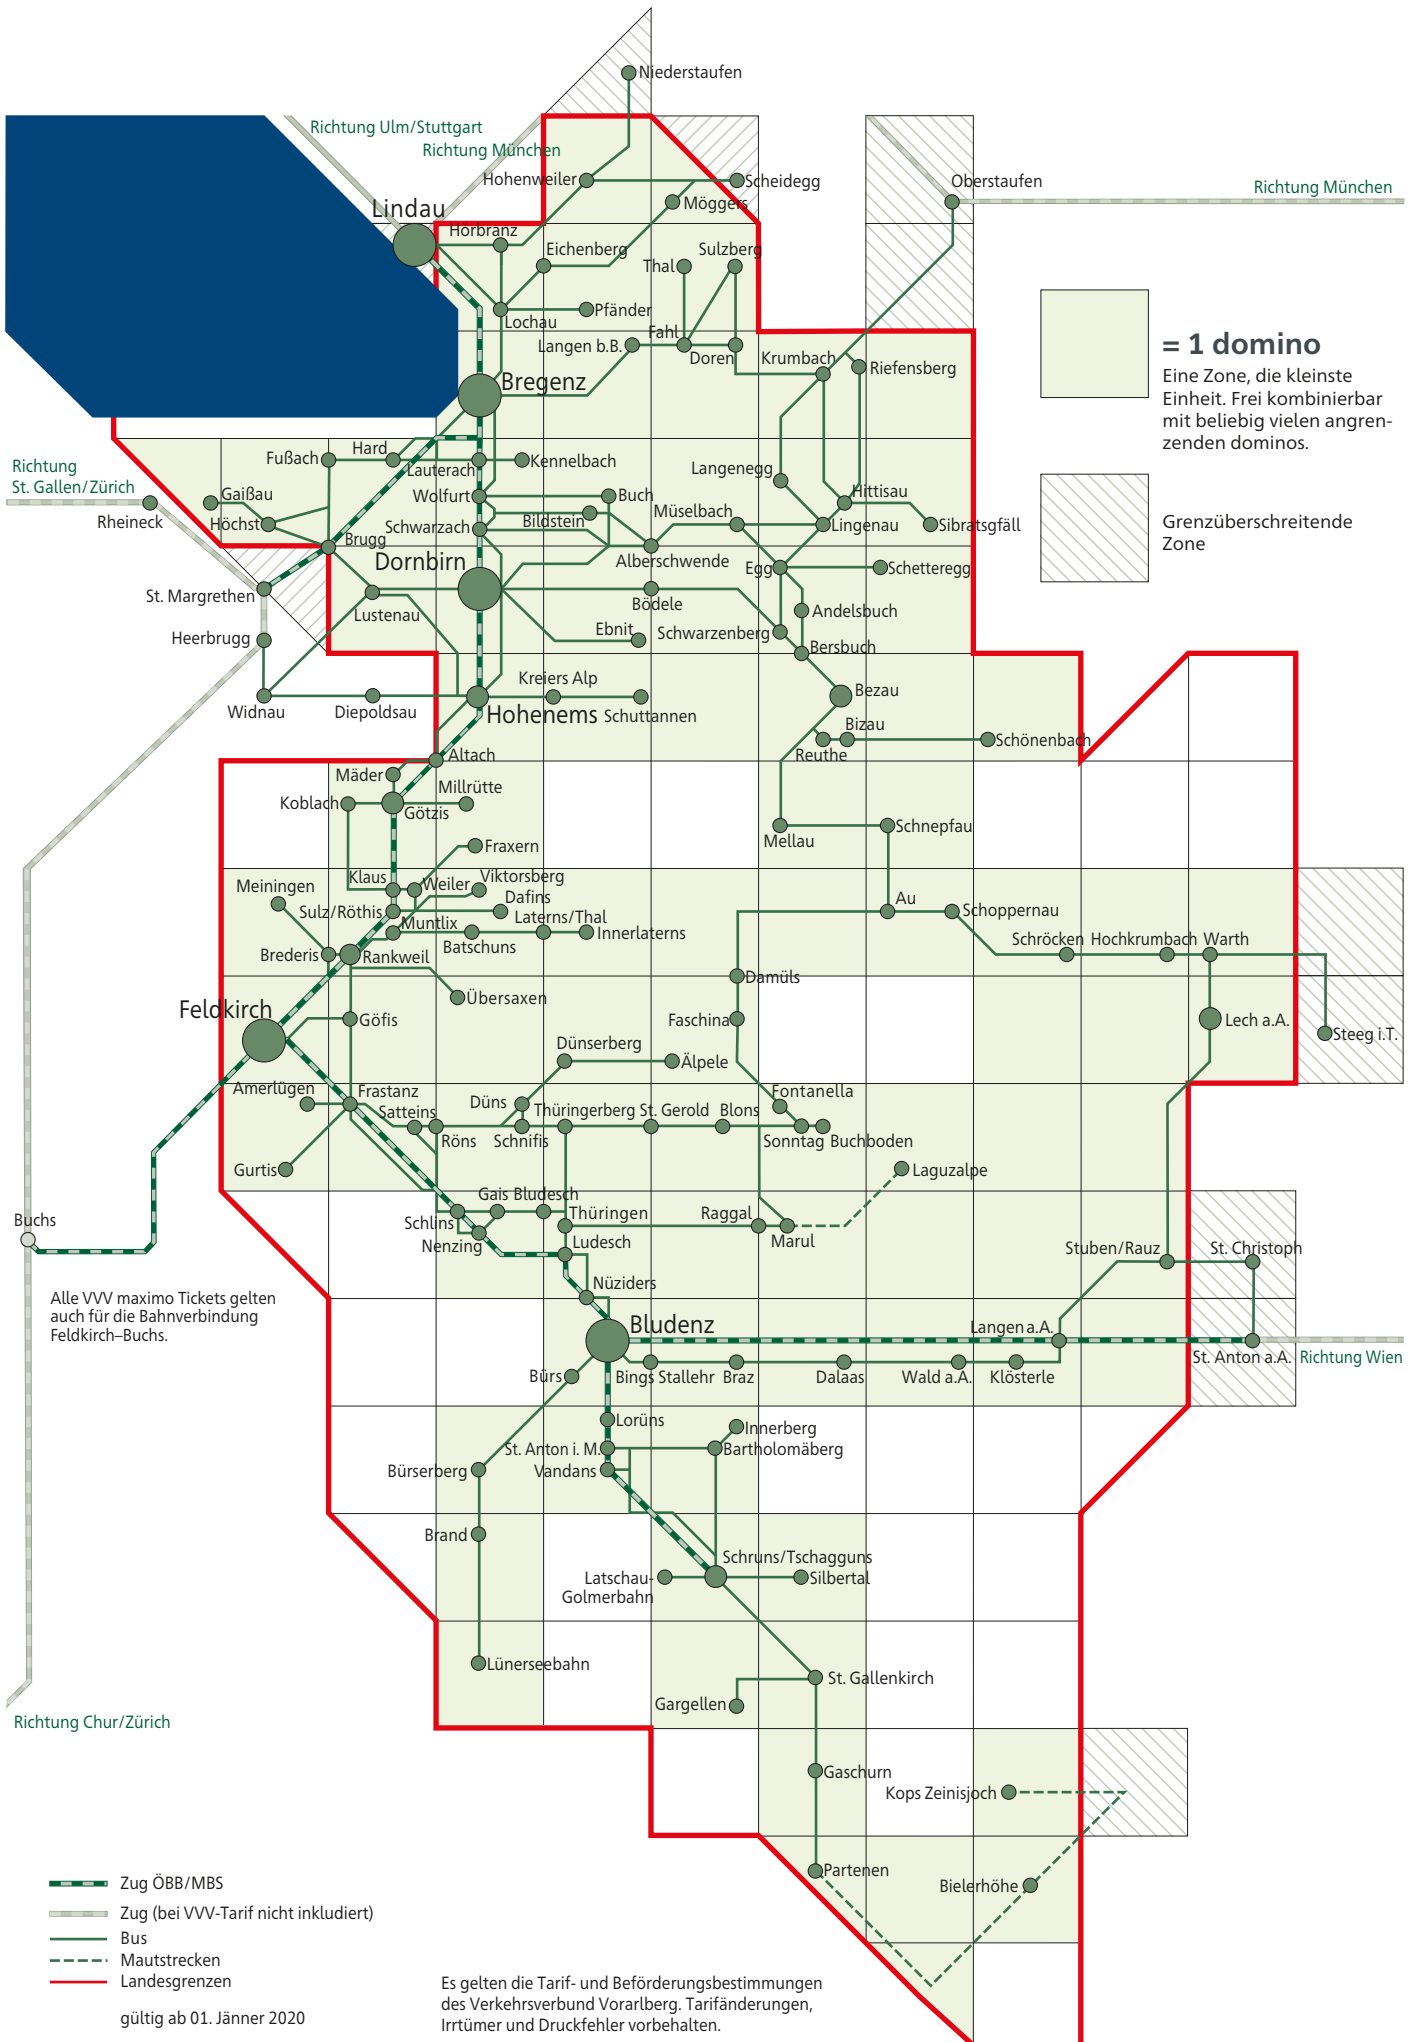 Niederstaufen
Richtung Ulm/Stuttgart
Richtung München
Hohenweiler
Scheidegg
Oberstaufen
Richtung München
Möggers
Lindau
Hörbranz
Eichenberg
Thal
Sulzberg
Lochau
Pfänder
Langen b.B.
Fahl
Doren
Krumbach
Riefensberg
= 1 domino
Eine Zone, die kleinste
Einheit. Frei kombinierbar
mit beliebig vielen angren-
zenden dominos.
Bregenz
Hard
Fußach
Lauterach
Kennelbach
Langenegg
Richtung
St. Gallen/Zürich
Gaißau
Wolfurt
Buch
Hittisau
Rheineck
Höchst
Schwarzach
Bildstein
Müselbach
Lingenau
Sibratsgfäll
Grenzüberschreitende
Zone
Brugg
Dornbirn
Alberschwende
Egg
Schetteregg
St. Margrethen
Lustenau
Bödele
Andelsbuch
Heerbrugg
Ebnit
Schwarzenberg
Bersbuch
Kreiers Alp
Bezau
Widnau
Diepoldsau
Hohenems
Schuttannen
Bizau
Reuthe
Schönenbach
Altach
Mäder
Millrütte
Koblach
Götzis
Mellau
Schnepfau
Fraxern
Klaus
Weiler
Viktorsberg
Meiningen
Dafins
Au
Schoppernau
Sulz/Röthis
Muntlix
Laterns/Thal
Batschuns
Innerlaterns
Schröcken
Hochkrumbach
Warth
Brederis
Rankweil
Damüls
Übersaxen
Feldkirch
Göfis
Faschina
Lech a.A.
Steeg i.T.
Dünserberg
Älpele
Amerlügen
Frastanz
Satteins
Düns
Thüringerberg
St. Gerold
Blons
Fontanella
Röns
Schnifis
Sonntag
Buchboden
Gurtis
Laguzalpe
Buchs
Schlins
Gais
Bludesch
Thüringen
Raggal
Marul
Nenzing
Ludesch
Stuben/Rauz
St. Christoph
Nüziders
Alle VVV maximo Tickets gelten
auch für die Bahnverbindung
Feldkirch–Buchs.
Bludenz
Langen a.A.
St. Anton a.A.
Richtung Wien
Bürs
Bings
Stallehr
Braz
Dalaas
Wald a.A.
Klösterle
Lorüns
Innerberg
St. Anton i. M.
Bartholomäberg
Bürserberg
Vandans
Brand
Schruns/Tschagguns
Latschau-
Golmerbahn
Silbertal
Lünerseebahn
St. Gallenkirch
Gargellen
Richtung Chur/Zürich
Gaschurn
Kops Zeinisjoch
Partenen
Bielerhöhe
Zug ÖBB/MBS
Zug (bei VVV-Tarif nicht inkludiert)
Bus
Mautstrecken
Landesgrenzen
gültig ab 01. Jänner 2020
Es gelten die Tarif- und Beförderungsbestimmungen
des Verkehrsverbund Vorarlberg. Tarifänderungen,
Irrtümer und Druckfehler vorbehalten.